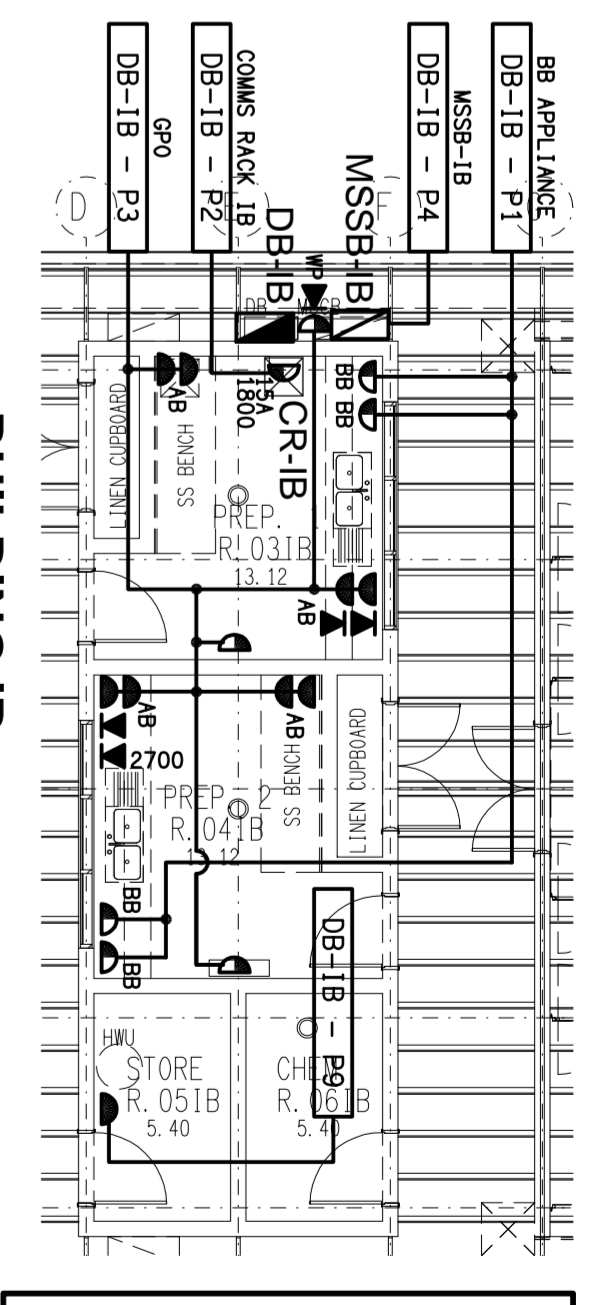 BB APPLIANCE
DB-IB - P1
MSSB-IB
DB-IB - P4
COMMS RACK IB
DB-IB - P2
GPO
DB-IB - P3
D
E
F
MSSB-IB
WP
DB-IB
DB
BB
BB
15A
1800
CR-IB
AB
LINEN CUPBOARD
SS BENCH
PREP.
R.03IB
13.12
AB
AB
AB
2700
SS BENCH
LINEN CUPBOARD
PREP 2
R.04IB
BB
BB
DB-IB - P9
HWU
STORE
R.05IB
5.40
R.06IB
5.40